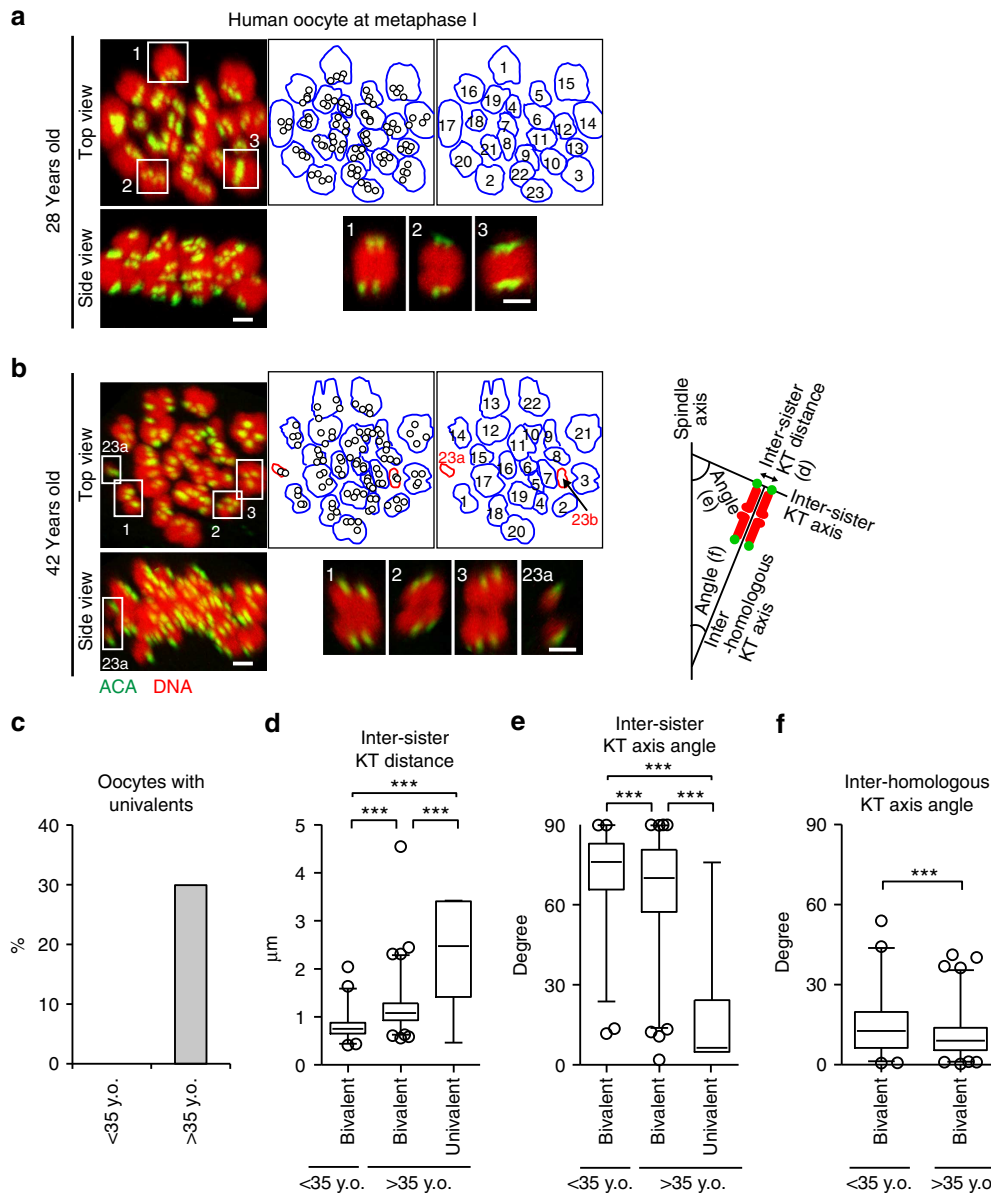 a
Human oocyte at metaphase I
28 Years old
Top view
1
2
3
1
16
15
19
4
5
17
18
7
6
12
14
8
11
13
20
21
9
10
2
22
3
23
Side view
1
2
3
b
42 Years old
Top view
23a
1
2
3
13
22
14
12
10
9
21
11
8
23a
15
16
6
7
3
17
5
1
19
4
2
18
23b
20
Side view
23a
1
2
3
23a
ACA DNA
Spindle
axis
Inter-sister
KT distance
(d)
Angle
(e)
Inter-sister
KT axis
Angle (f)
Inter
-homologous
KT axis
c
Oocytes with
univalents
40
30
20
10
0
%
<35 y.o.
>35 y.o.
d
Inter-sister
KT distance
***
*** ***
5
4
3
2
1
0
μm
Bivalent
Bivalent
Univalent
<35 y.o.
>35 y.o.
e
Inter-sister
KT axis angle
***
*** ***
90
60
30
0
Degree
Bivalent
Bivalent
Univalent
<35 y.o.
>35 y.o.
f
Inter-homologous
KT axis angle
***
90
60
30
0
Degree
Bivalent
Bivalent
<35 y.o.
>35 y.o.